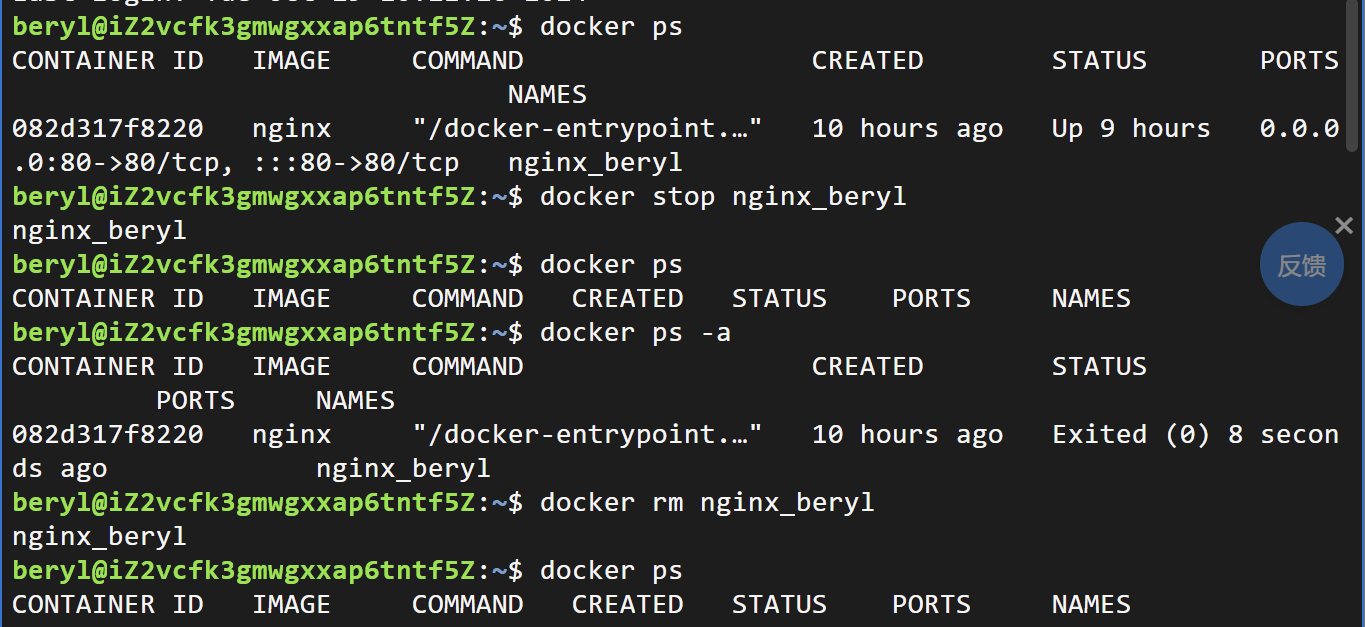 beryl@iZ2vcfk3gmwgxxap6tntf5Z:~$ docker ps
CONTAINER ID   IMAGE     COMMAND                  CREATED        STATUS       PORTS
                               NAMES
082d317f8220   nginx     "/docker-entrypoint.…"   10 hours ago   Up 9 hours   0.0.0
.0:80->80/tcp, :::80->80/tcp   nginx_beryl
beryl@iZ2vcfk3gmwgxxap6tntf5Z:~$ docker stop nginx_beryl
nginx_beryl
beryl@iZ2vcfk3gmwgxxap6tntf5Z:~$ docker ps
反馈
CONTAINER ID   IMAGE     COMMAND   CREATED   STATUS    PORTS     NAMES
beryl@iZ2vcfk3gmwgxxap6tntf5Z:~$ docker ps -a
CONTAINER ID   IMAGE     COMMAND                  CREATED        STATUS
         PORTS     NAMES
082d317f8220   nginx     "/docker-entrypoint.…"   10 hours ago   Exited (0) 8 secon
ds ago             nginx_beryl
beryl@iZ2vcfk3gmwgxxap6tntf5Z:~$ docker rm nginx_beryl
nginx_beryl
beryl@iZ2vcfk3gmwgxxap6tntf5Z:~$ docker ps
CONTAINER ID   IMAGE     COMMAND   CREATED   STATUS    PORTS     NAMES